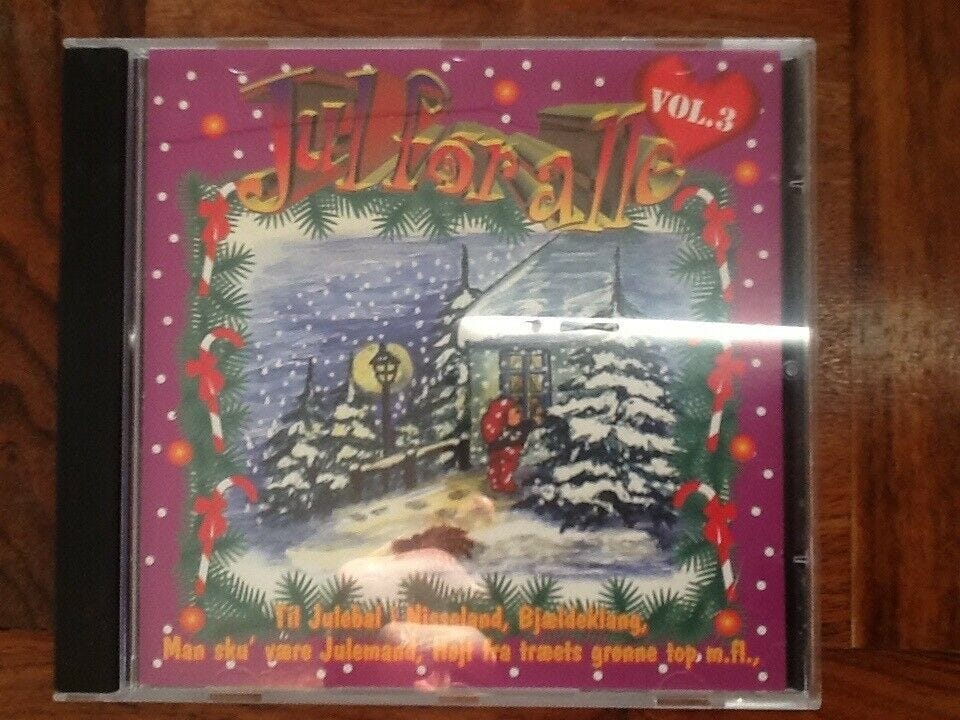 Jul for alle
VOL.3
Til Julebal i Nisseland, Bjældeklang,
Man sku' være Julemand, Højt fra træets grønne top m.fl.,